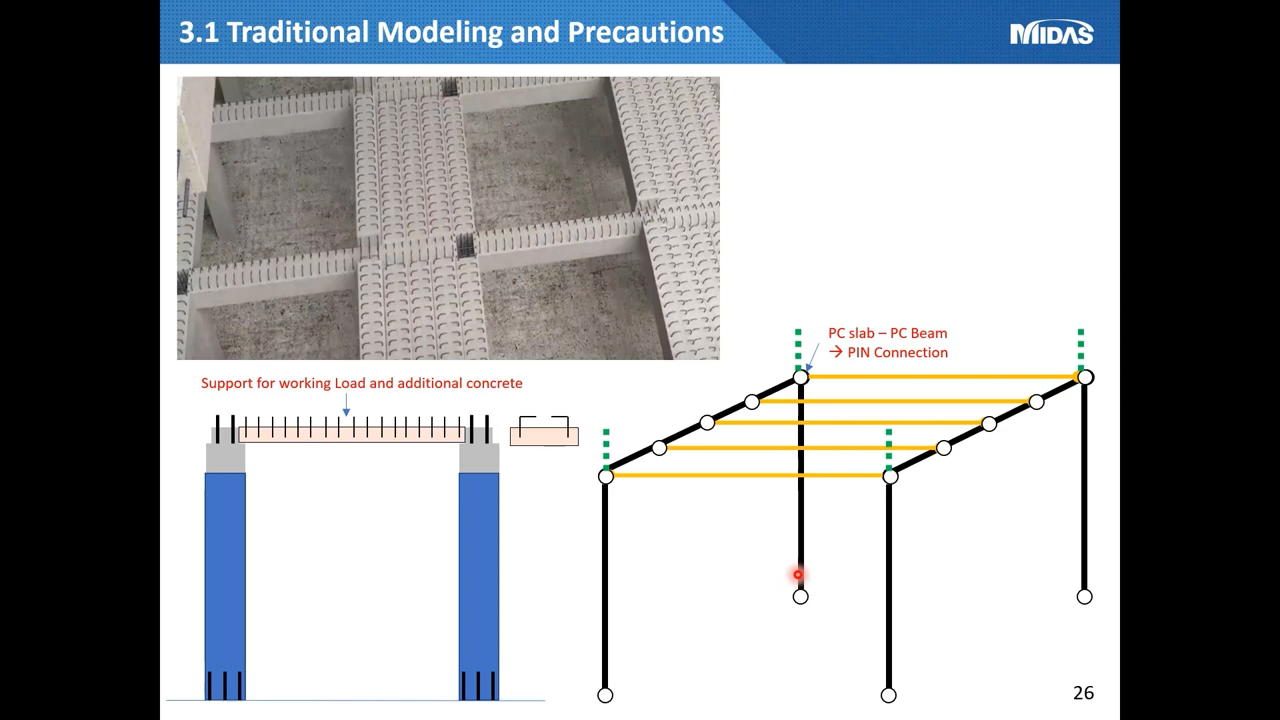 3.1 Traditional Modeling and Precautions
MIDAS
Support for working Load and additional concrete
PC slab – PC Beam
→ PIN Connection
26